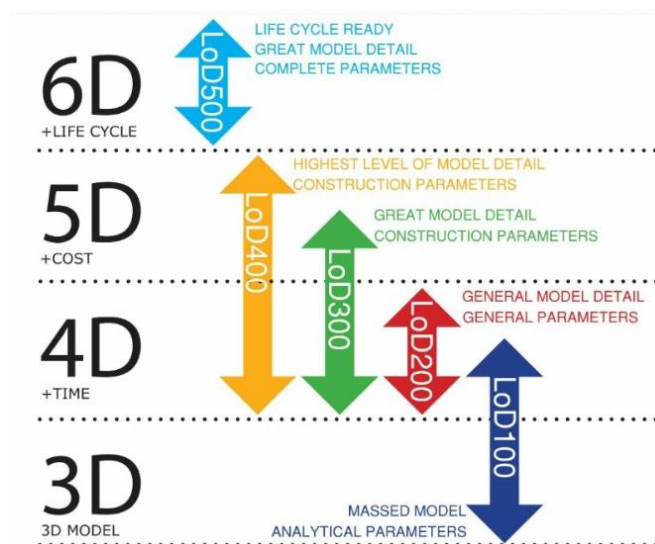 LIFE CYCLE READY
GREAT MODEL DETAIL
COMPLETE PARAMETERS
LoD500
6D
+LIFE CYCLE
HIGHEST LEVEL OF MODEL DETAIL
CONSTRUCTION PARAMETERS
LoD400
5D
+COST
GREAT MODEL DETAIL
CONSTRUCTION PARAMETERS
LoD300
GENERAL MODEL DETAIL
GENERAL PARAMETERS
LoD200
4D
+TIME
LoD100
3D
3D MODEL
MASSED MODEL
ANALYTICAL PARAMETERS